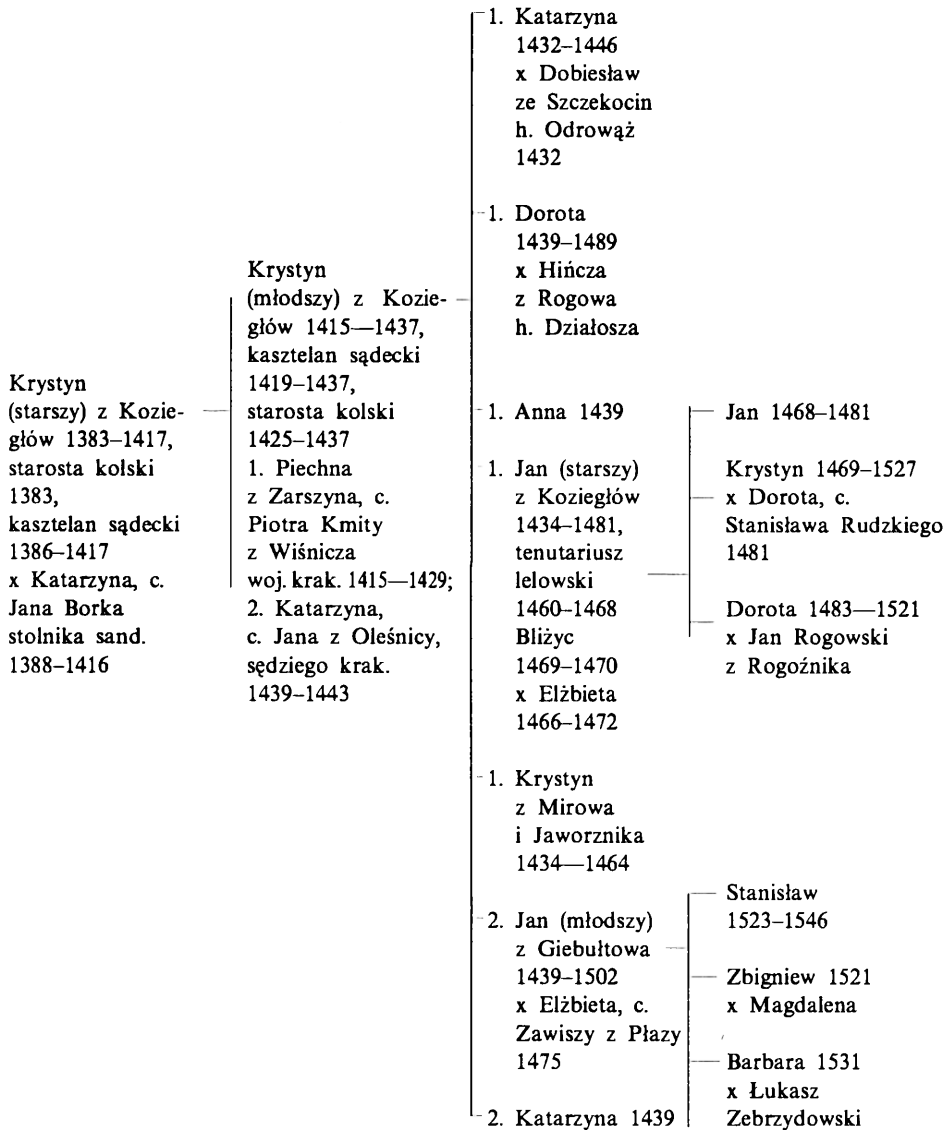 Krystyn
(starszy) z Kozie-
głów 1383–1417,
starosta kolski
1383,
kasztelan sądecki
1386–1417
x Katarzyna, c.
Jana Borka
stolnika sand.
1388–1416
Krystyn
(młodszy) z Kozie-
głów 1415—1437,
kasztelan sądecki
1419–1437,
starosta kolski
1425–1437
1. Piechna
z Zarszyna, c.
Piotra Kmity
z Wiśnicza
woj. krak. 1415—1429;
2. Katarzyna,
c. Jana z Oleśnicy,
sędziego krak.
1439–1443
1. Katarzyna
1432–1446
x Dobiesław
ze Szczekocin
h. Odrowąż
1432
1. Dorota
1439–1489
x Hińcza
z Rogowa
h. Działosza
1. Anna 1439
1. Jan (starszy)
z Koziegłów
1434–1481,
tenutariusz
lelowski
1460–1468
Bliżyc
1469–1470
x Elżbieta
1466–1472
Jan 1468–1481
Krystyn 1469–1527
x Dorota, c.
Stanisława Rudzkiego
1481
Dorota 1483—1521
x Jan Rogowski
z Rogoźnika
1. Krystyn
z Mirowa
i Jaworznika
1434—1464
2. Jan (młodszy)
z Giebułtowa
1439–1502
x Elżbieta, c.
Zawiszy z Płazy
1475
Stanisław
1523–1546
Zbigniew 1521
x Magdalena
Barbara 1531
x Łukasz
Zebrzydowski
2. Katarzyna 1439